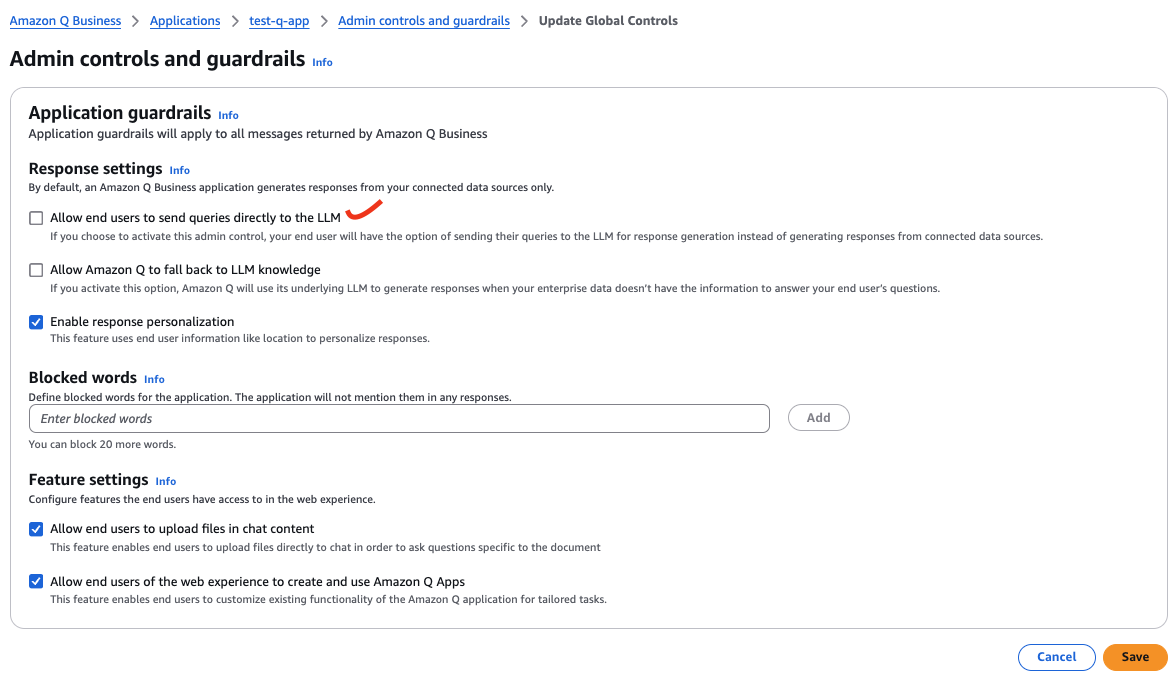 Amazon Q Business > Applications > test-q-app > Admin controls and guardrails > Update Global Controls
Admin controls and guardrails Info
Application guardrails Info
Application guardrails will apply to all messages returned by Amazon Q Business
Response settings Info
By default, an Amazon Q Business application generates responses from your connected data sources only.
Allow end users to send queries directly to the LLM
If you choose to activate this admin control, your end user will have the option of sending their queries to the LLM for response generation instead of generating responses from connected data sources.
Allow Amazon Q to fall back to LLM knowledge
If you activate this option, Amazon Q will use its underlying LLM to generate responses when your enterprise data doesn't have the information to answer your end user's questions.
Enable response personalization
This feature uses end user information like location to personalize responses.
Blocked words Info
Define blocked words for the application. The application will not mention them in any responses.
Enter blocked words Add
You can block 20 more words.
Feature settings Info
Configure features the end users have access to in the web experience.
Allow end users to upload files in chat content
This feature enables end users to upload files directly to chat in order to ask questions specific to the document
Allow end users of the web experience to create and use Amazon Q Apps
This feature enables end users to customize existing functionality of the Amazon Q application for tailored tasks.
Cancel Save